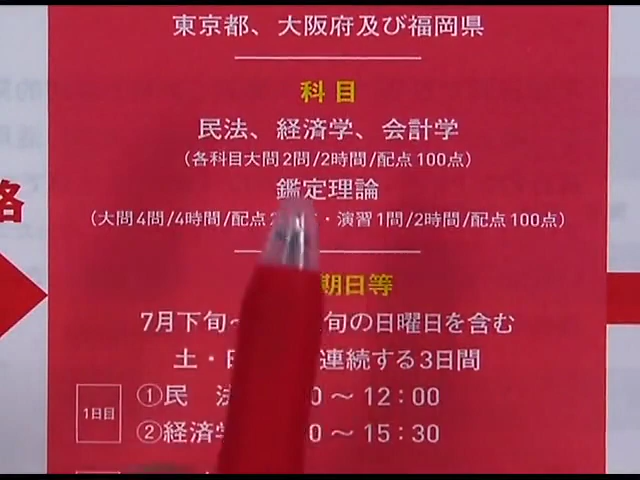 東京都、大阪府及び福岡県
科目
民法、経済学、会計学
（各科目大問2問/2時間/配点100点）
鑑定理論
（大問4問/4時間/配点 ・演習1問/2時間/配点100点）
格
期日等
7月下旬～ 旬の日曜日を含む
土・日 連続する3日間
1日目
①民 0～12：00
②経済学 0～15：30